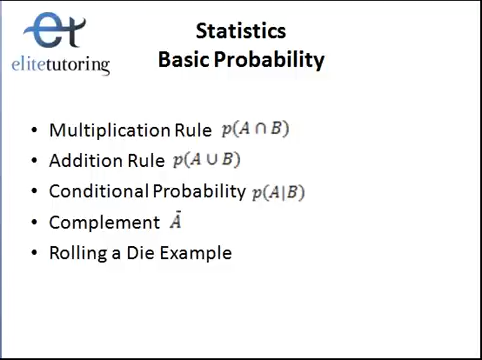 et
elitetutoring
Statistics
Basic Probability
• Multiplication Rule p(A ∩ B)
• Addition Rule p(A ∪ B)
• Conditional Probability p(A|B)
• Complement Ā
• Rolling a Die Example